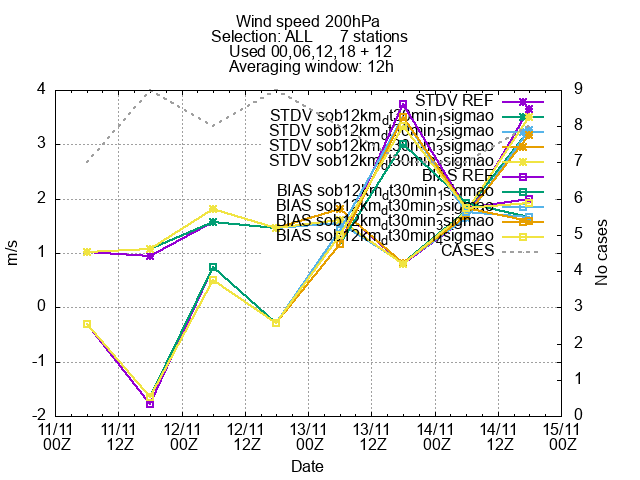 Wind speed 200hPa
Selection: ALL 7 stations
Used 00,06,12,18 + 12
Averaging window: 12h
4
3
2
1
0
-1
-2
m/s
9
8
7
6
5
4
3
2
1
0
No cases
STDV REF
STDV sob12km_dt30min_1sigmao
STDV sob12km_dt30min_2sigmao
STDV sob12km_dt30min_3sigmao
STDV sob12km_dt30min_4sigmao
BIAS REF
BIAS sob12km_dt30min_1sigmao
BIAS sob12km_dt30min_2sigmao
BIAS sob12km_dt30min_3sigmao
BIAS sob12km_dt30min_4sigmao
CASES
11/11 11/11 12/11 12/11 13/11 13/11 14/11 14/11 15/11
00Z 12Z 00Z 12Z 00Z 12Z 00Z 12Z 00Z
Date